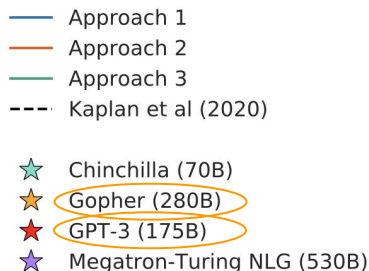 Approach 1
Approach 2
Approach 3
Kaplan et al (2020)
Chinchilla (70B)
Gopher (280B)
GPT-3 (175B)
Megatron-Turing NLG (530B)